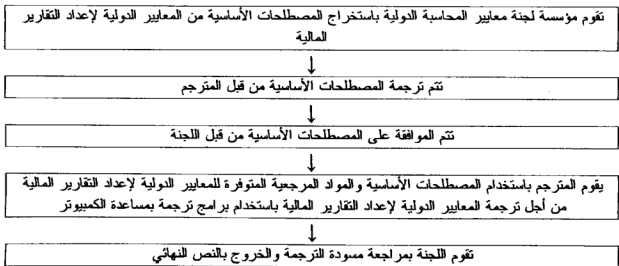 تقوم مؤسسة لجنة معايير المحاسبة الدولية باستخراج المصطلحات الأساسية من المعايير الدولية لإعداد التقارير
المالية
↓
تتم ترجمة المصطلحات الأساسية من قبل المترجم
↓
تتم الموافقة على المصطلحات الأساسية من قبل اللجنة
↓
يقوم المترجم باستخدام المصطلحات الأساسية والمواد المرجعية المتوفرة للمعايير الدولية لإعداد التقارير المالية
من أجل ترجمة المعايير الدولية لإعداد التقارير المالية باستخدام برامج ترجمة بمساعدة الكمبيوتر
↓
تقوم اللجنة بمراجعة مسودة الترجمة والخروج بالنص النهائي